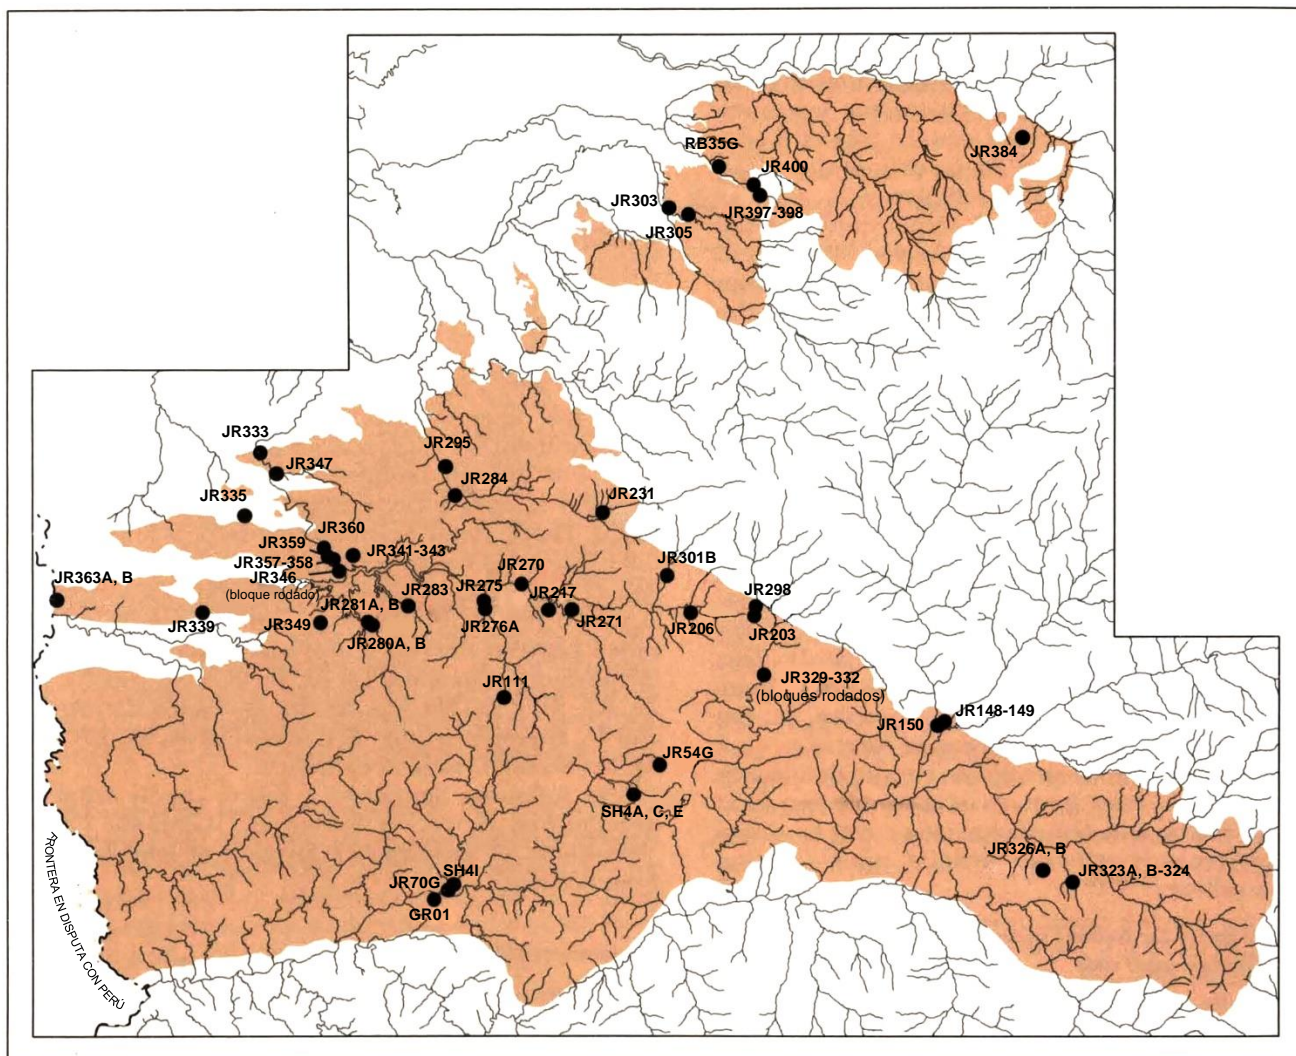 RB35G
JR400
JR384
JR303
JR397-398
JR305
JR333
JR295
JR347
JR284
JR335
JR231
JR360
JR359
JR341-343
JR357-358
JR301B
JR346
(bloque rodado)
JR270
JR363A, B
JR283
JR275
JR247
JR298
JR281A, B
JR339
JR349
JR276A
JR271
JR206
JR203
JR280A, B
JR329-332
(bloques rodados)
JR111
JR148-149
JR150
JR54G
SH4A, C, E
JR326A, B
JR323A, B-324
SH4I
JR70G
GR01
FRONTERA EN DISPUTA CON PERÚ